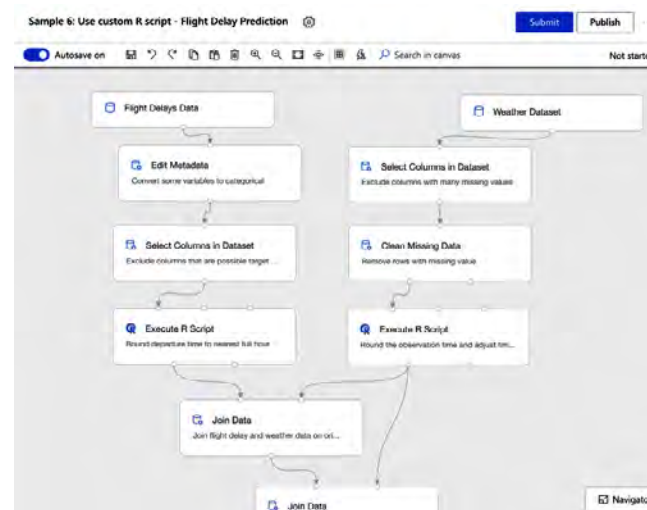 Sample 6: Use custom R script - Flight Delay Prediction
Submit
Publish
Autosave on
Search in canvas
Not starte
Flight Delays Data
Weather Dataset
Edit Metadata
Convert some variables to categorical
Select Columns in Dataset
Exclude columns with many missing values
Select Columns in Dataset
Exclude columns that are possible target ...
Clean Missing Data
Remove rows with missing value
Execute R Script
Round departure time to nearest full hour
Execute R Script
Round the observation time and adjust tim...
Join Data
Join flight delay and weather data on ori...
Join Data
Navigato